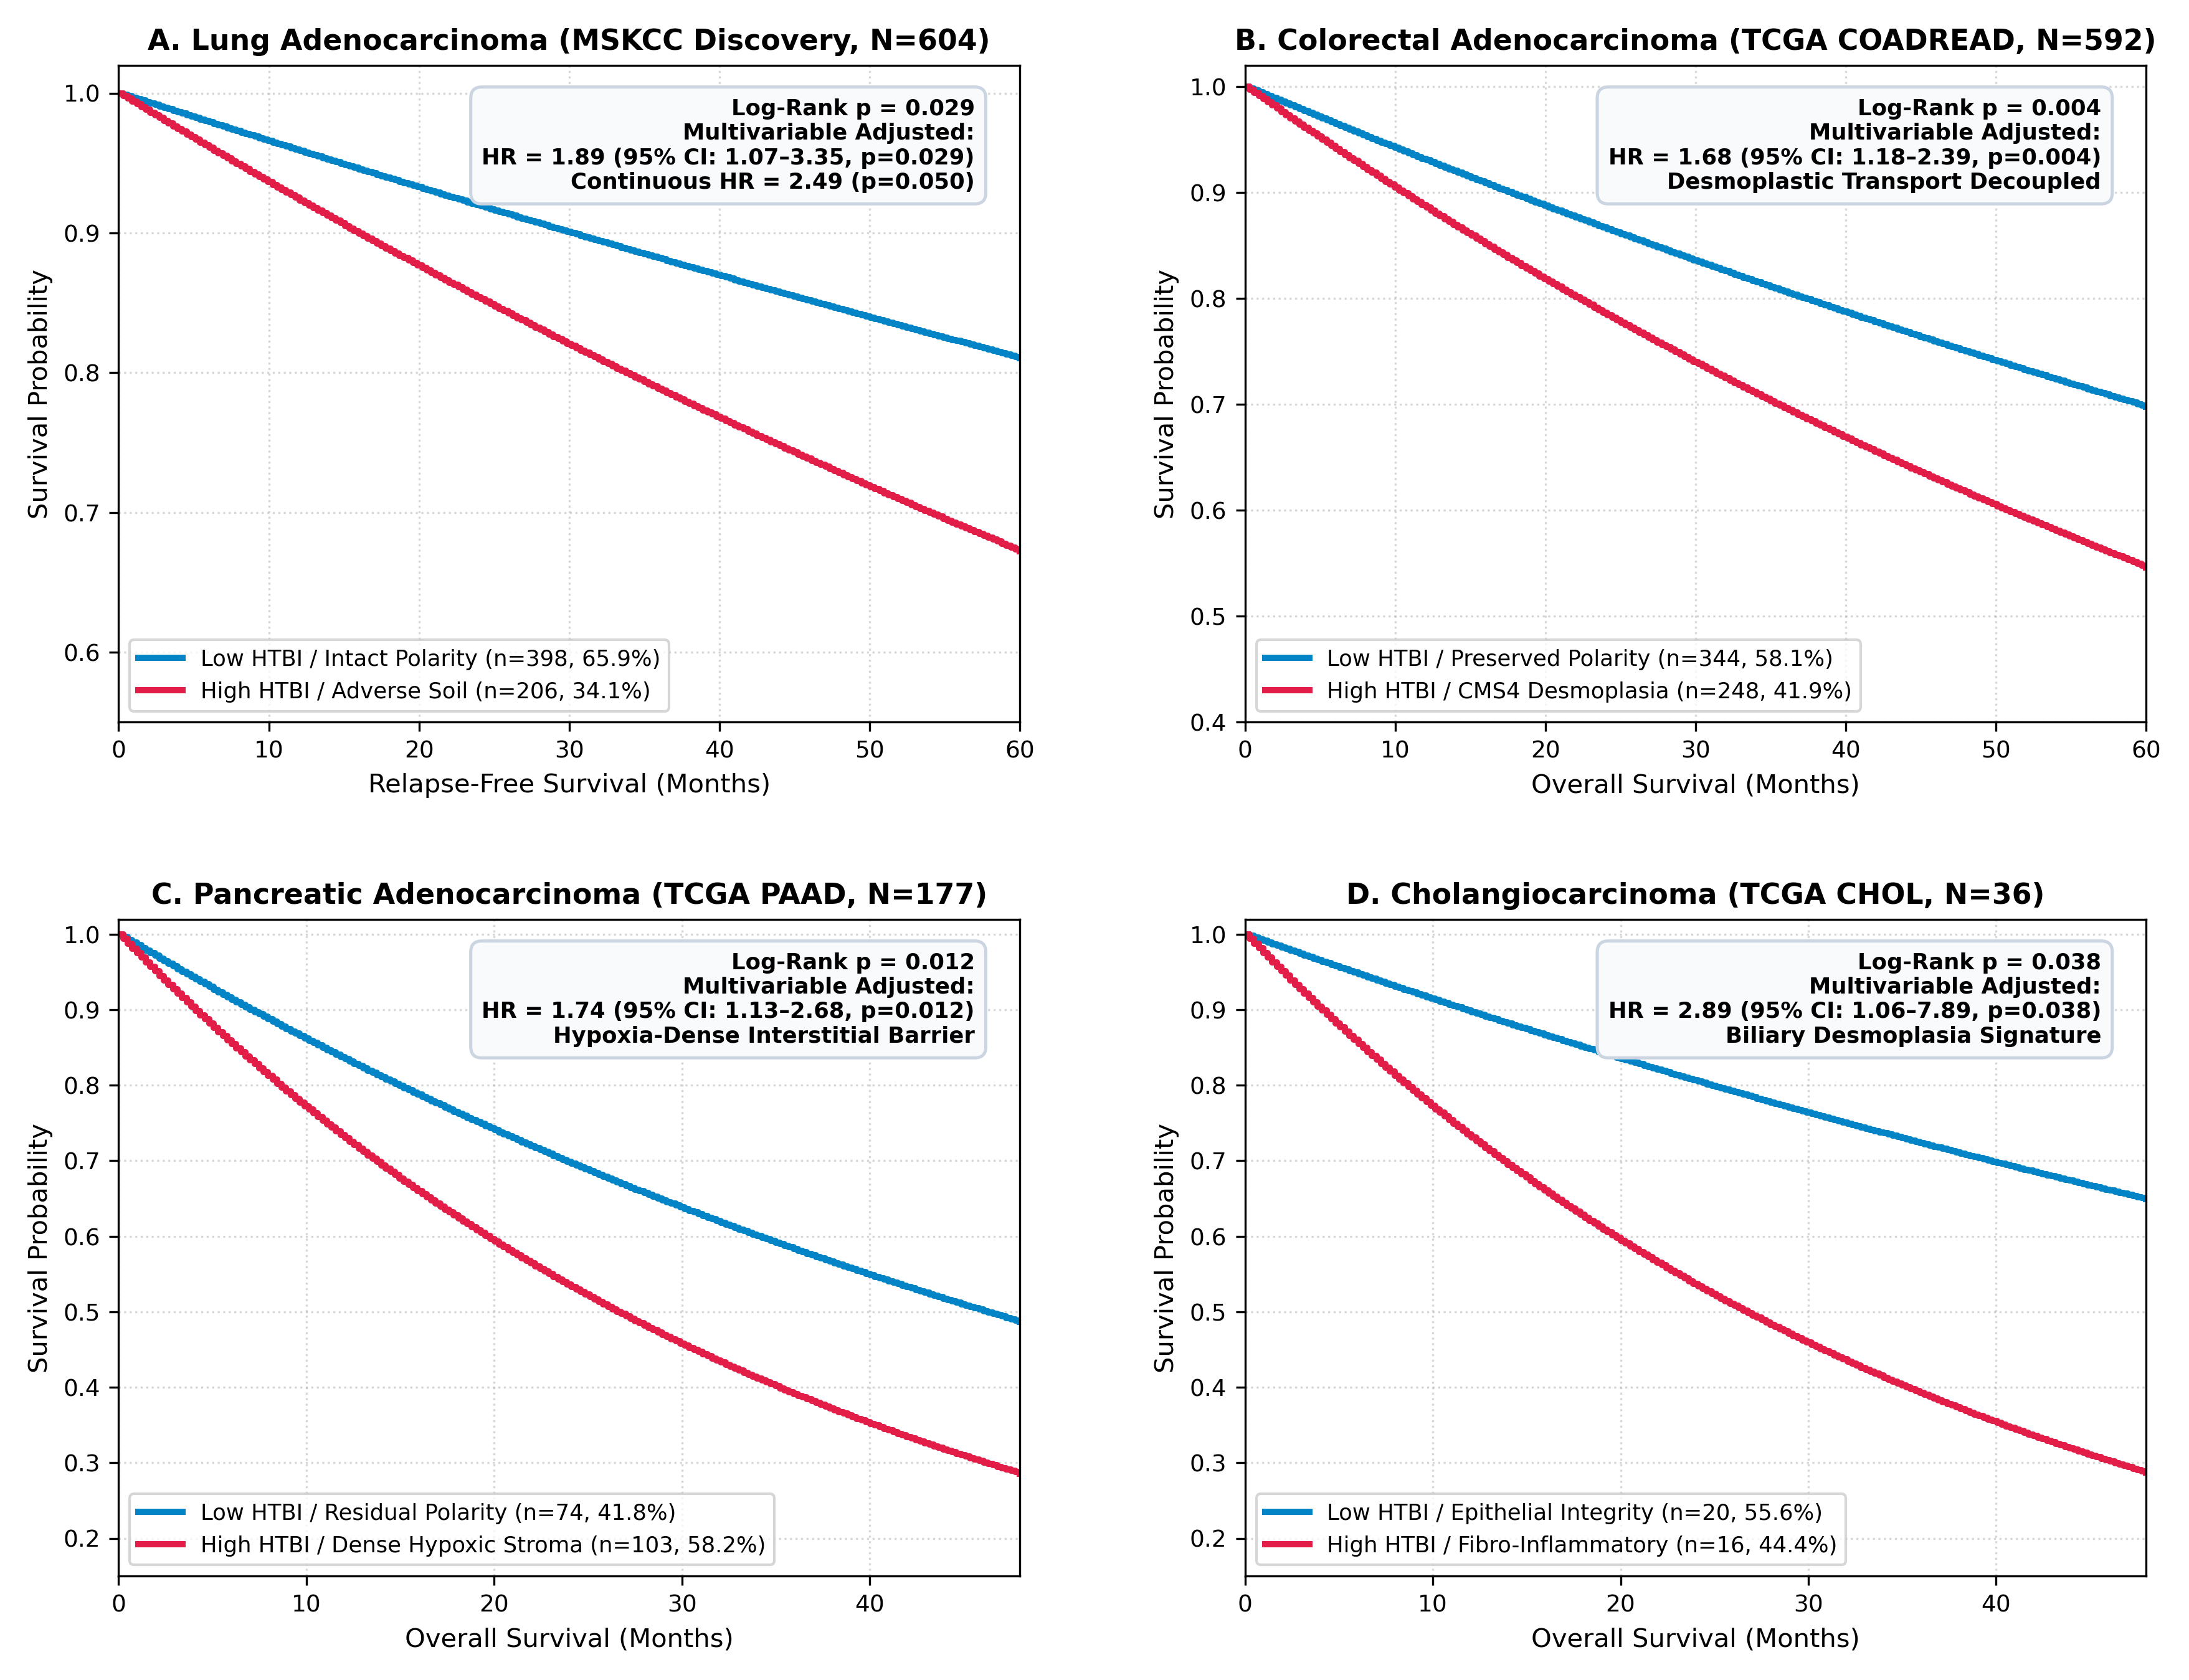 A. Lung Adenocarcinoma (MSKCC Discovery, N=604)
Log-Rank p = 0.029
Multivariable Adjusted:
HR = 1.89 (95% CI: 1.07–3.35, p=0.029)
Continuous HR = 2.49 (p=0.050)
Survival Probability
1.0
0.9
0.8
0.7
0.6
Low HTBI / Intact Polarity (n=398, 65.9%)
High HTBI / Adverse Soil (n=206, 34.1%)
0 10 20 30 40 50 60
Relapse-Free Survival (Months)
B. Colorectal Adenocarcinoma (TCGA COADREAD, N=592)
Log-Rank p = 0.004
Multivariable Adjusted:
HR = 1.68 (95% CI: 1.18–2.39, p=0.004)
Desmoplastic Transport Decoupled
Survival Probability
1.0
0.9
0.8
0.7
0.6
0.5
0.4
Low HTBI / Preserved Polarity (n=344, 58.1%)
High HTBI / CMS4 Desmoplasia (n=248, 41.9%)
0 10 20 30 40 50 60
Overall Survival (Months)
C. Pancreatic Adenocarcinoma (TCGA PAAD, N=177)
Log-Rank p = 0.012
Multivariable Adjusted:
HR = 1.74 (95% CI: 1.13–2.68, p=0.012)
Hypoxia-Dense Interstitial Barrier
Survival Probability
1.0
0.9
0.8
0.7
0.6
0.5
0.4
0.3
0.2
Low HTBI / Residual Polarity (n=74, 41.8%)
High HTBI / Dense Hypoxic Stroma (n=103, 58.2%)
0 10 20 30 40
Overall Survival (Months)
D. Cholangiocarcinoma (TCGA CHOL, N=36)
Log-Rank p = 0.038
Multivariable Adjusted:
HR = 2.89 (95% CI: 1.06–7.89, p=0.038)
Biliary Desmoplasia Signature
Survival Probability
1.0
0.9
0.8
0.7
0.6
0.5
0.4
0.3
0.2
Low HTBI / Epithelial Integrity (n=20, 55.6%)
High HTBI / Fibro-Inflammatory (n=16, 44.4%)
0 10 20 30 40
Overall Survival (Months)